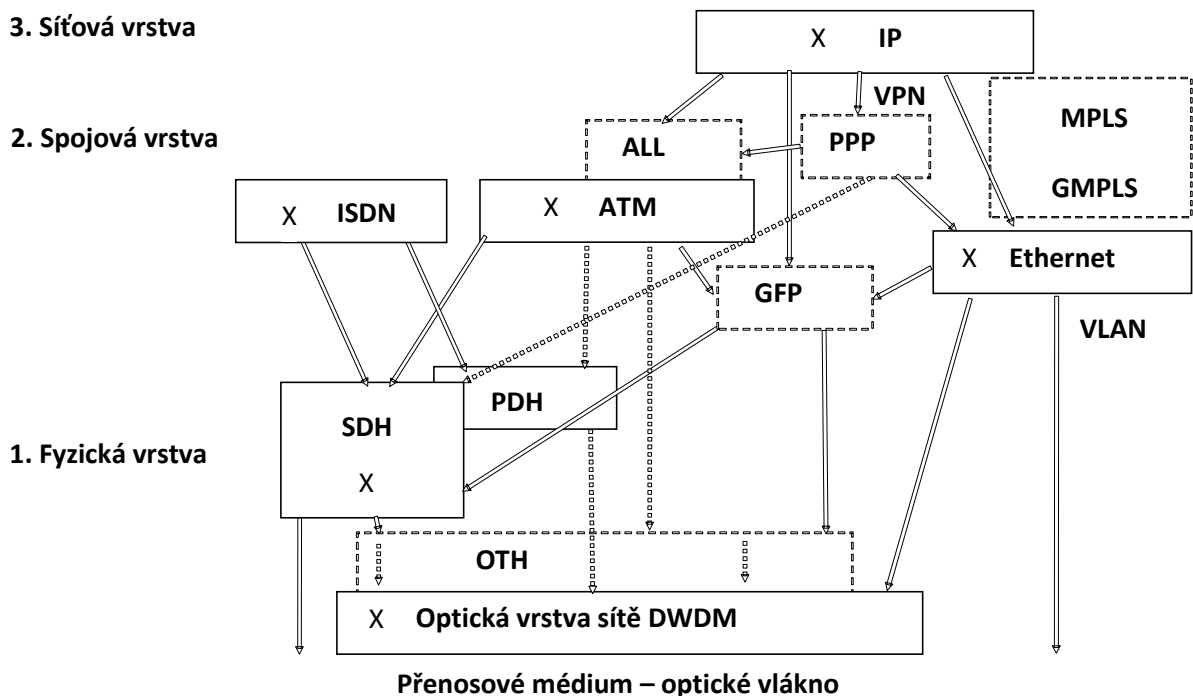 3. Síťová vrstva
X IP
VPN
MPLS
2. Spojová vrstva
ALL
PPP
GMPLS
X ISDN
X ATM
X Ethernet
GFP
VLAN
PDH
SDH
1. Fyzická vrstva
X
OTH
X Optická vrstva sítě DWDM
Přenosové médium – optické vlákno